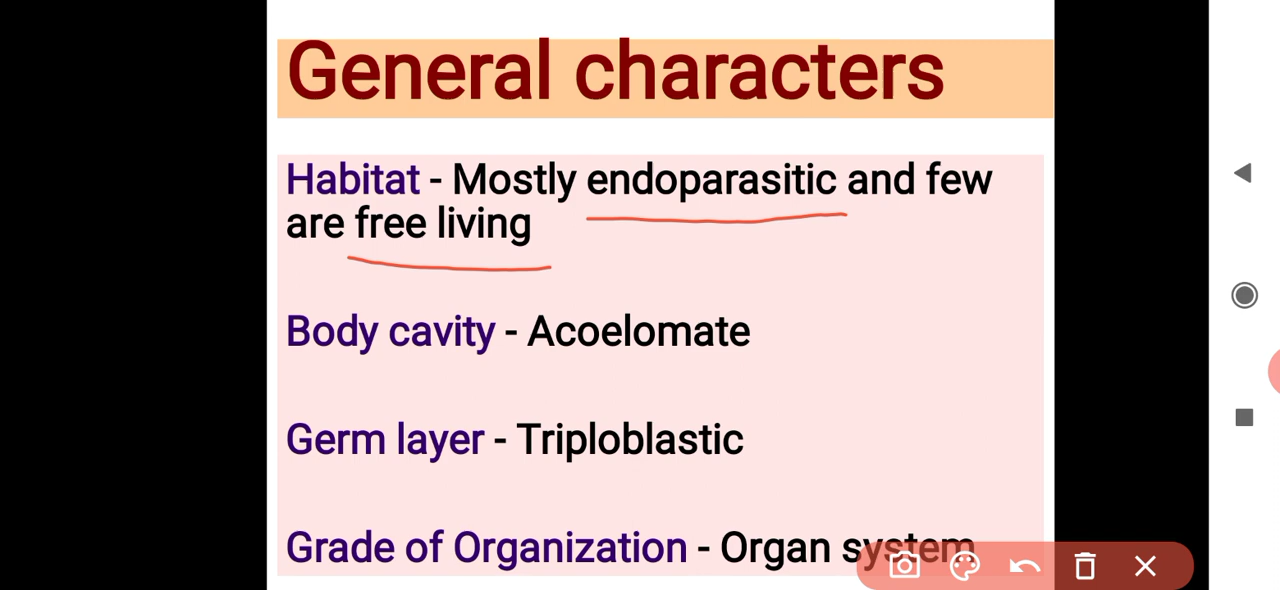 General characters
Habitat - Mostly endoparasitic and few
are free living
Body cavity - Acoelomate
Germ layer - Triploblastic
Grade of Organization - Organ system